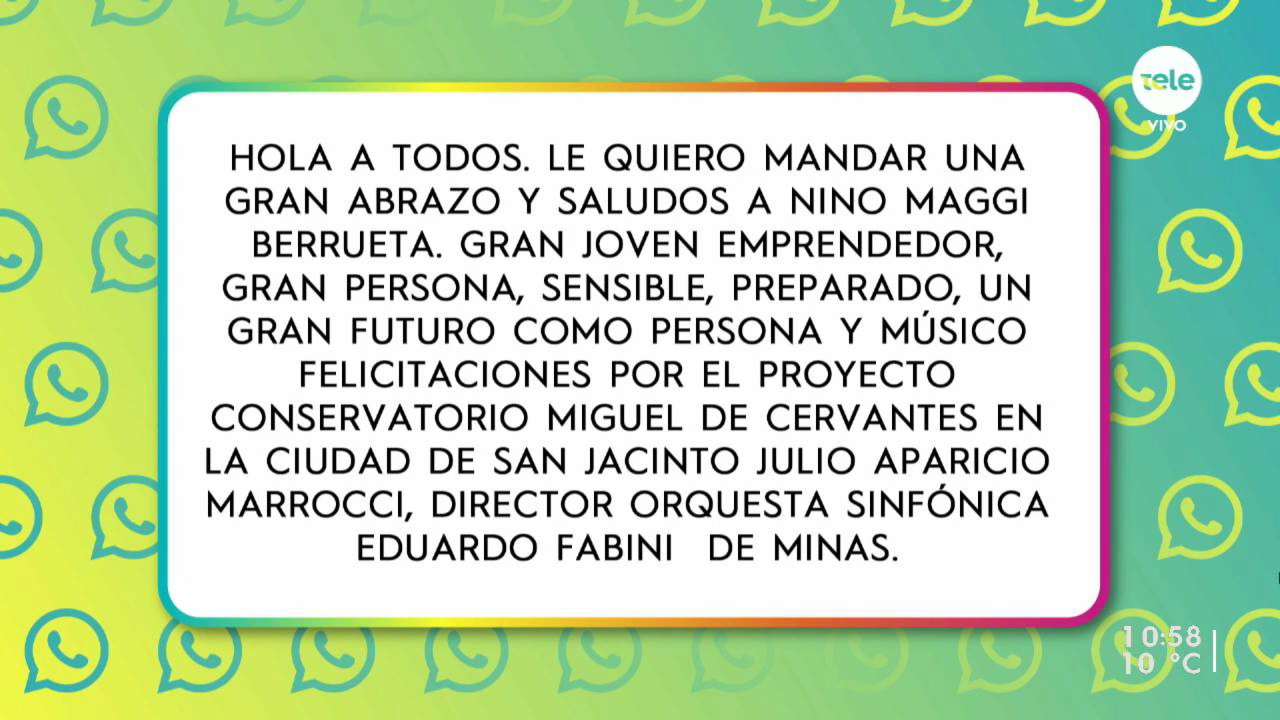 tele
VIVO
HOLA A TODOS. LE QUIERO MANDAR UNA
GRAN ABRAZO Y SALUDOS A NINO MAGGI
BERRUETA. GRAN JOVEN EMPRENDEDOR,
GRAN PERSONA, SENSIBLE, PREPARADO, UN
GRAN FUTURO COMO PERSONA Y MÚSICO
FELICITACIONES POR EL PROYECTO
CONSERVATORIO MIGUEL DE CERVANTES EN
LA CIUDAD DE SAN JACINTO JULIO APARICIO
MARROCCI, DIRECTOR ORQUESTA SINFÓNICA
EDUARDO FABINI  DE MINAS.
10:58
10 °C